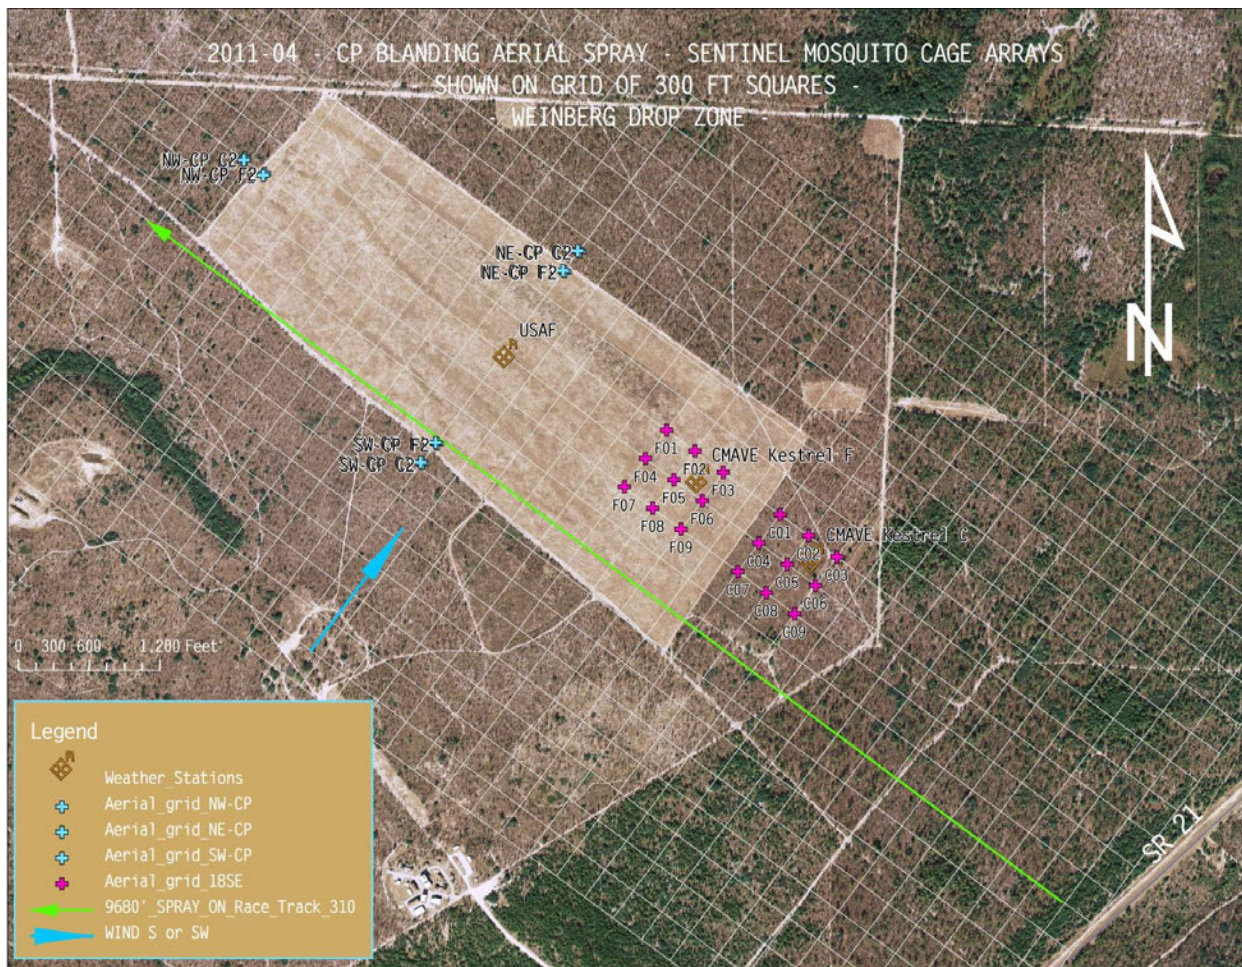 2011-04 - CP BLANDING AERIAL SPRAY - SENTINEL MOSQUITO CAGE ARRAYS
SHOWN ON GRID OF 300 FT SQUARES -
- WEINBERG DROP ZONE -
NW-CP C2
NW-CP F2
NE-CP C2
NE-CP F2
USAF
N
SW-CP F2
SW-CP C2
F01
F02
CMAVE Kestrel F
F03
F04
F05
F06
F07
F08
F09
C01
C02
CMAVE Kestrel C
C03
C04
C05
C06
C07
C08
C09
0 300 600 1,200 Feet
Legend
Weather_Stations
Aerial_grid_NW-CP
Aerial_grid_NE-CP
Aerial_grid_SW-CP
Aerial_grid_18SE
9680'_SPRAY_ON_Race_Track_310
WIND S or SW
SR 21